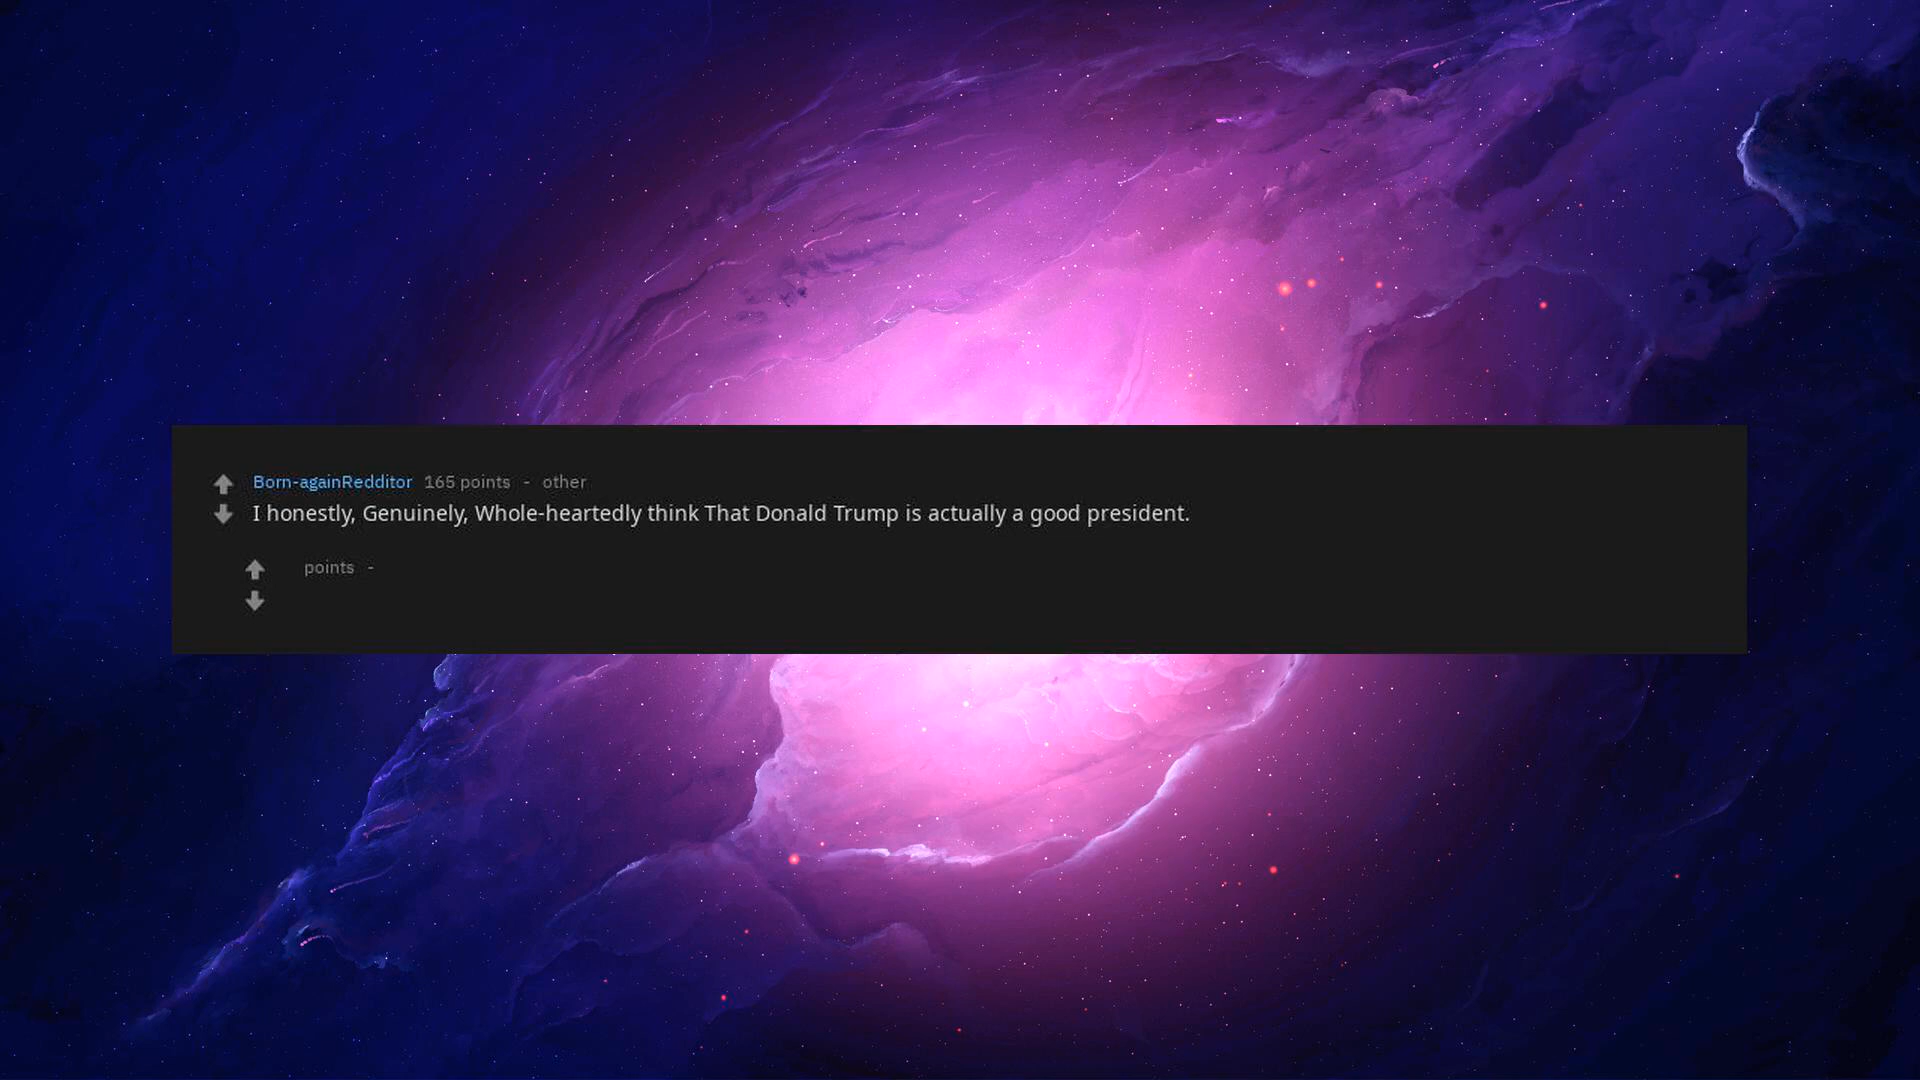 Born-againRedditor 165 points - other
I honestly, Genuinely, Whole-heartedly think That Donald Trump is actually a good president.
points -